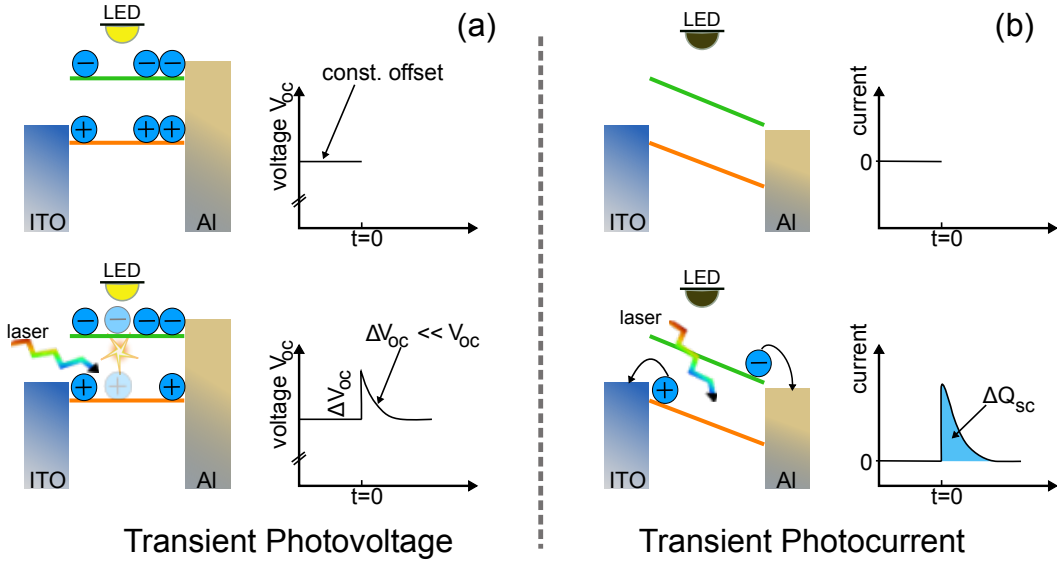 LED
(a)
ITO
Al
voltage V_oc
const. offset
t=0
LED
laser
ITO
Al
voltage V_oc
ΔV_oc
ΔV_oc << V_oc
t=0
Transient Photovoltage
LED
(b)
ITO
Al
current
0
t=0
LED
laser
ITO
Al
current
0
ΔQ_sc
t=0
Transient Photocurrent